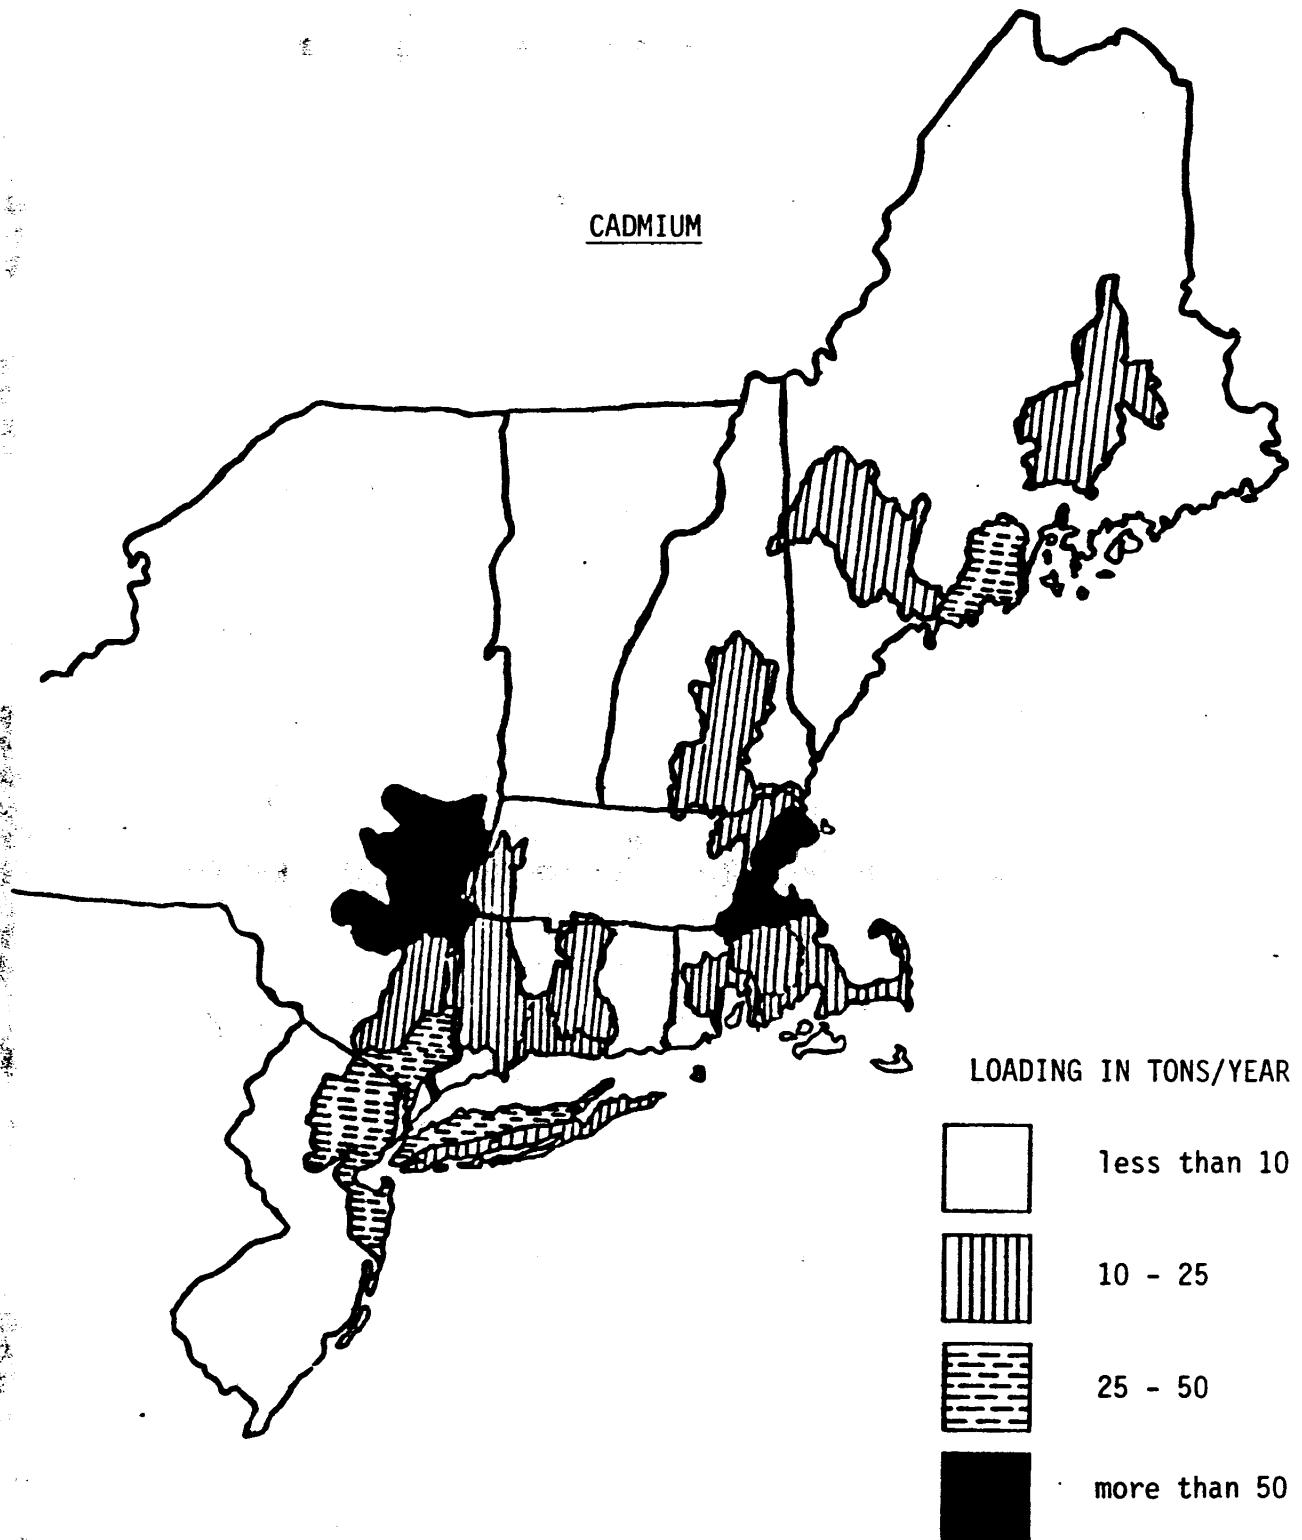 CADMIUM
LOADING IN TONS/YEAR
less than 10
10 - 25
25 - 50
more than 50